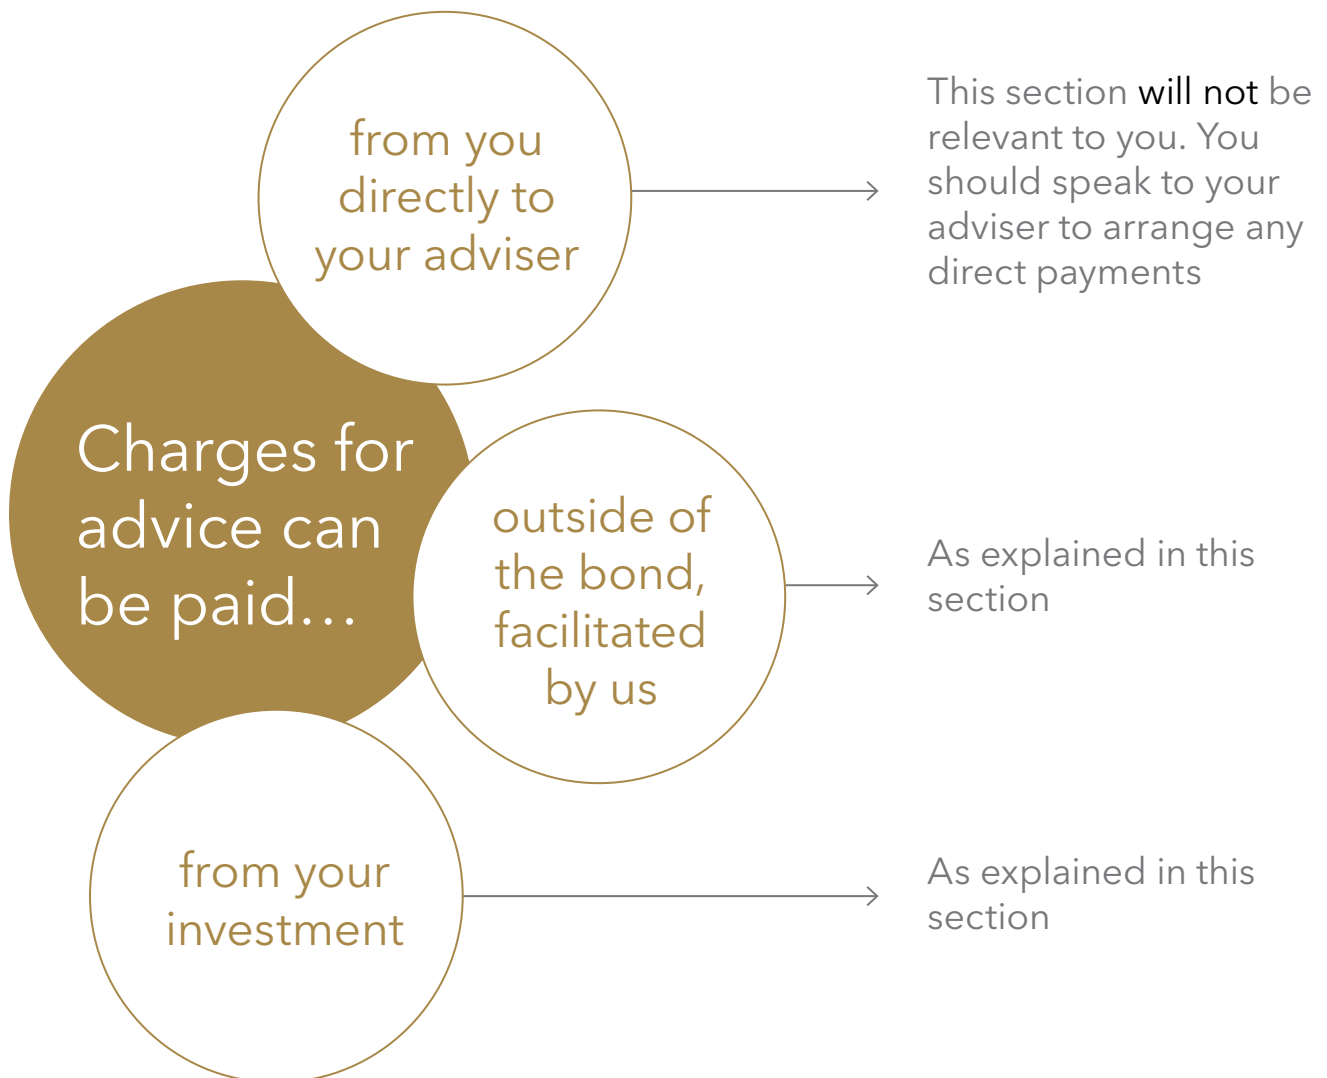 from you
directly to
your adviser
This section will not be
relevant to you. You
should speak to your
adviser to arrange any
direct payments
Charges for
advice can
be paid...
outside of
the bond,
facilitated
by us
As explained in this
section
from your
investment
As explained in this
section